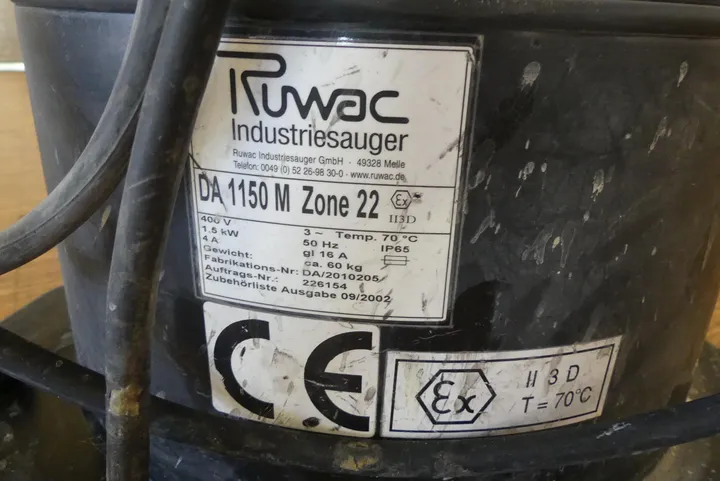 Ruwac
Industriesauger
Ruwac Industriesauger GmbH · 49328 Melle
Telefon: 0049 (0) 52 26-98 30-0 · www.ruwac.de
DA 1150 M Zone 22 Ex
II3D
400 V 3~ Temp. 70 °C
1,5 kW 50 Hz IP65
4 A gl 16 A
Gewicht: ca. 60 kg
Fabrikations-Nr: DA/2010205
Auftrags-Nr.: 226154
Zubehörliste Ausgabe 09/2002
CE
Ex II 3 D
T = 70°C